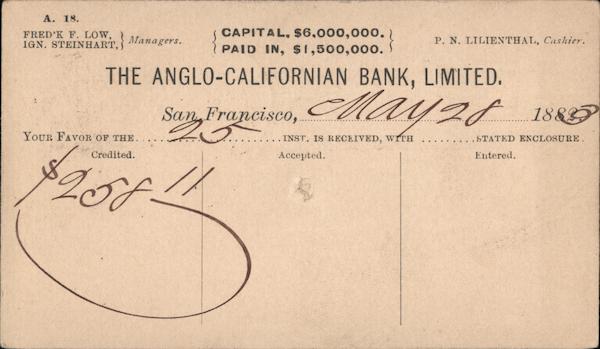 A. 18.
FRED'K F. LOW,
IGN. STEINHART, } Managers.
{ CAPITAL, $6,000,000. }
{ PAID IN, $1,500,000. }
P. N. LILIENTHAL, Cashier.
THE ANGLO-CALIFORNIAN BANK, LIMITED.
San Francisco, May 28 1883
YOUR FAVOR OF THE 25 INST. IS RECEIVED, WITH ........ STATED ENCLOSURE
Credited. Accepted. Entered.
$258 11